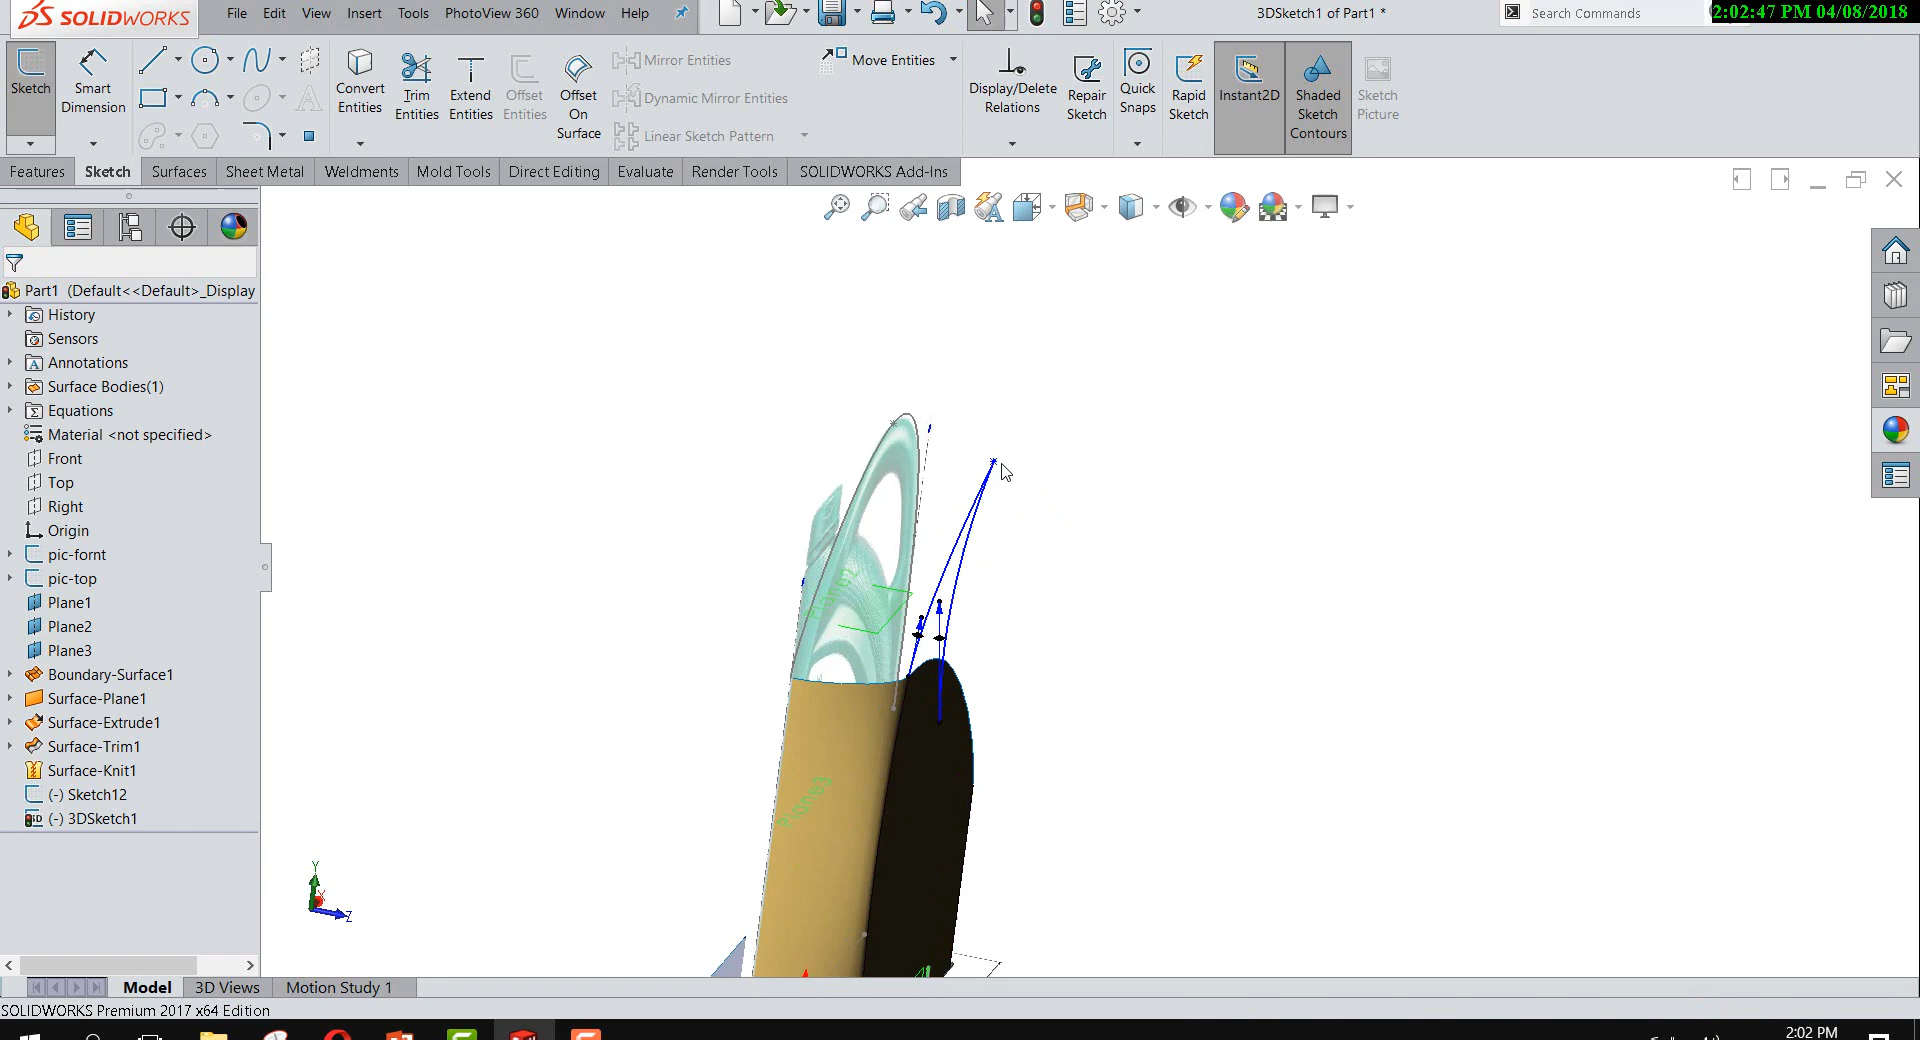 SOLIDWORKS
File Edit View Insert Tools PhotoView 360 Window Help
3DSketch1 of Part1 *
Search Commands
2:02:47 PM 04/08/2018
Sketch
Smart Dimension
Convert Entities
Trim Entities
Extend Entities
Offset Entities
Offset On Surface
Mirror Entities
Dynamic Mirror Entities
Linear Sketch Pattern
Move Entities
Display/Delete Relations
Repair Sketch
Quick Snaps
Rapid Sketch
Instant2D
Shaded Sketch Contours
Sketch Picture
Features Sketch Surfaces Sheet Metal Weldments Mold Tools Direct Editing Evaluate Render Tools SOLIDWORKS Add-Ins
Part1 (Default<<Default>_Display
History
Sensors
Annotations
Surface Bodies(1)
Equations
Material <not specified>
Front
Top
Right
Origin
pic-fornt
pic-top
Plane1
Plane2
Plane3
Boundary-Surface1
Surface-Plane1
Surface-Extrude1
Surface-Trim1
Surface-Knit1
(-) Sketch12
(-) 3DSketch1
Plane2
Plane3
Y
X
Z
Model 3D Views Motion Study 1
SOLIDWORKS Premium 2017 x64 Edition
2:02 PM